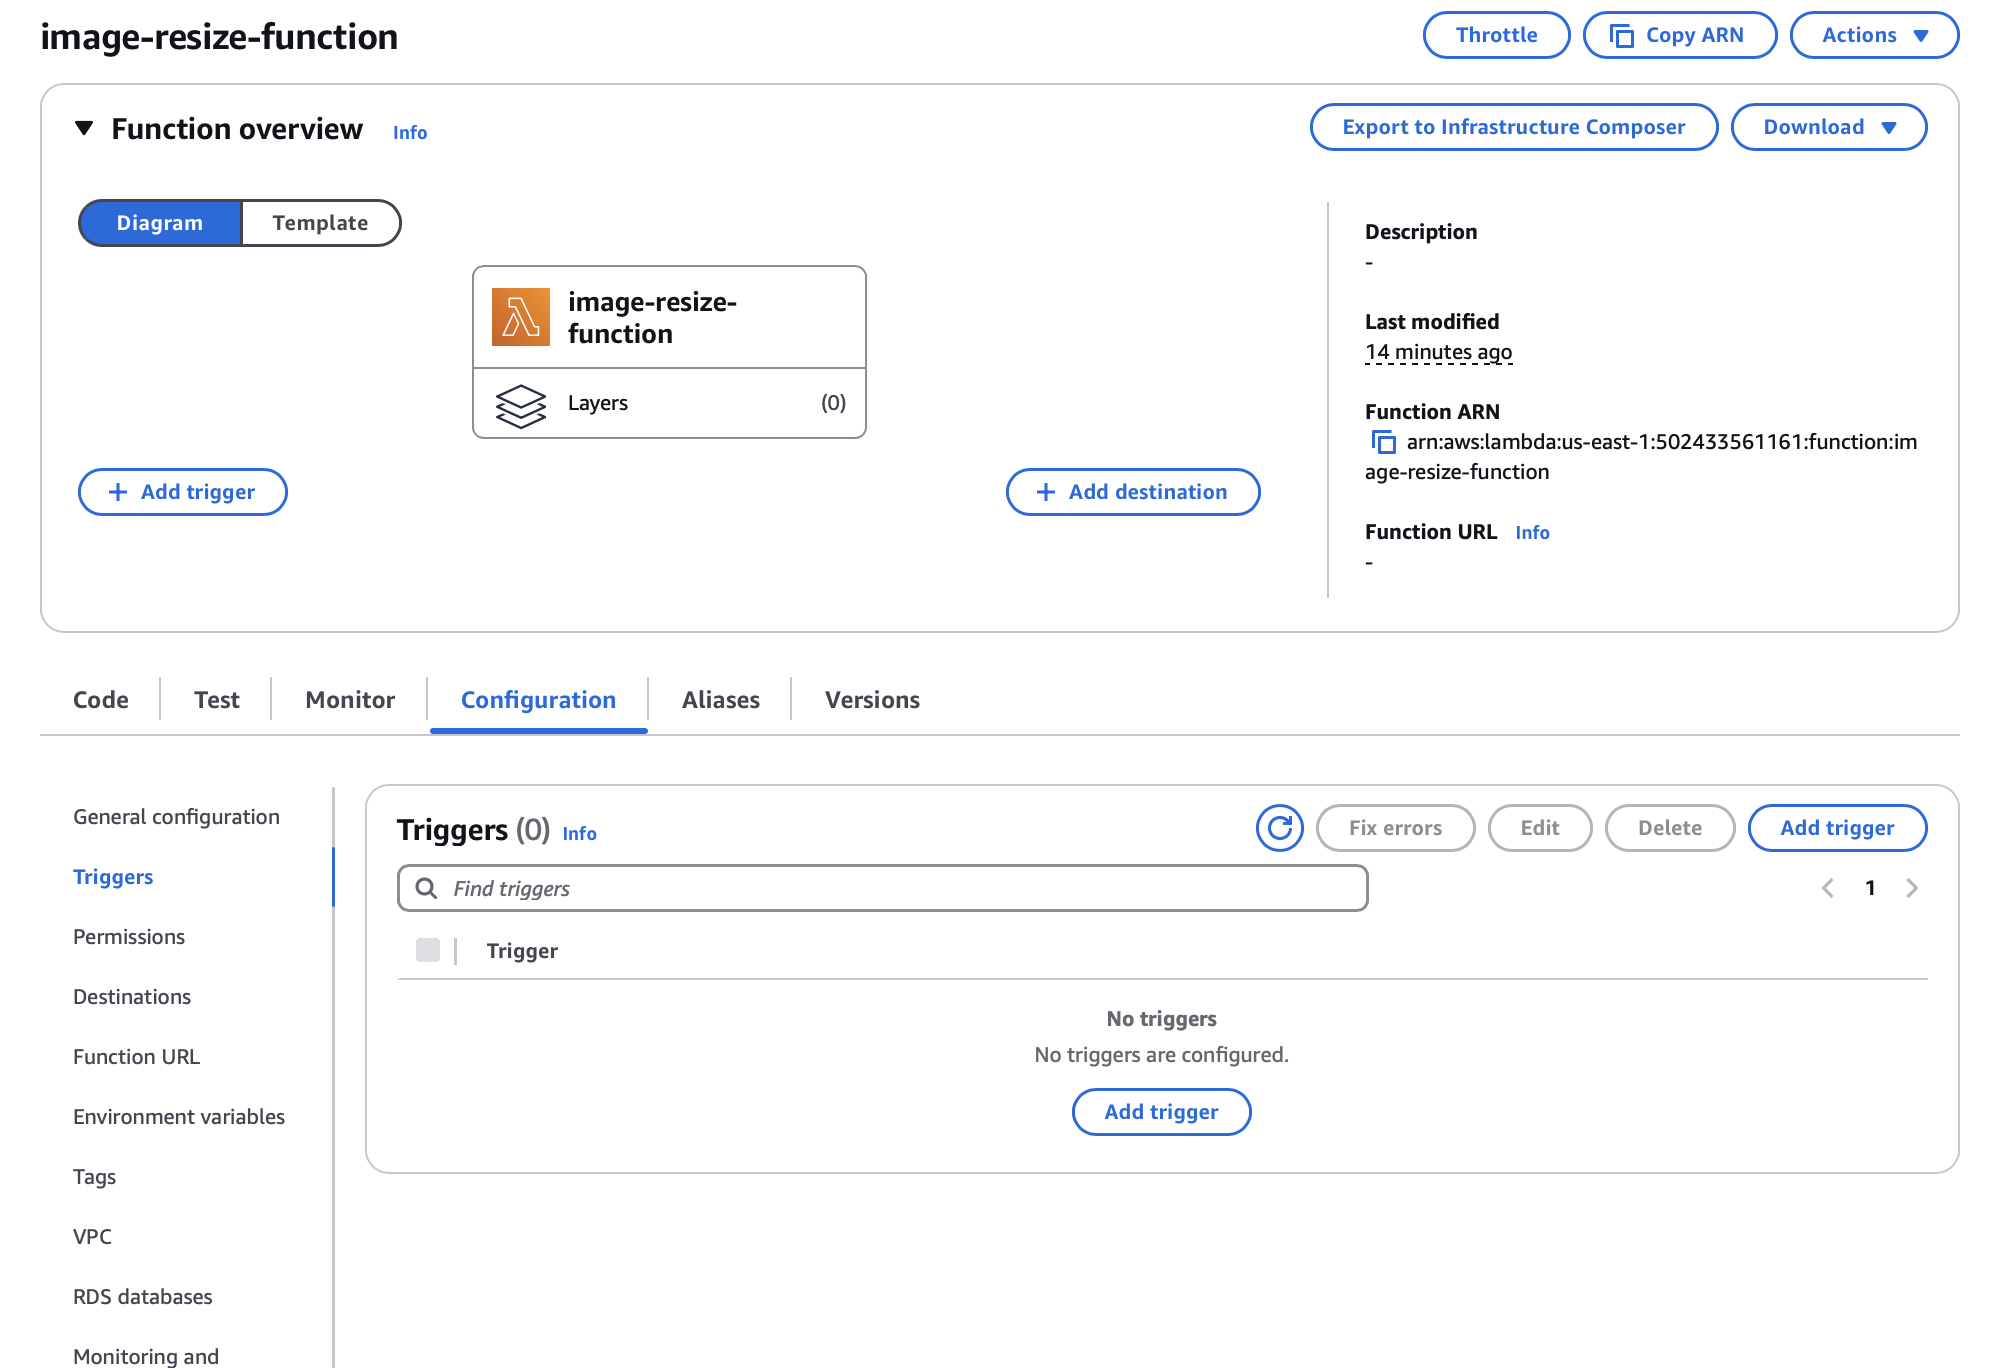 image-resize-function
Throttle
Copy ARN
Actions
Function overview Info
Export to Infrastructure Composer
Download
Diagram
Template
image-resize-
function
Layers (0)
Add trigger
Add destination
Description
-
Last modified
14 minutes ago
Function ARN
arn:aws:lambda:us-east-1:502433561161:function:im
age-resize-function
Function URL Info
-
Code
Test
Monitor
Configuration
Aliases
Versions
General configuration
Triggers
Permissions
Destinations
Function URL
Environment variables
Tags
VPC
RDS databases
Monitoring and
Triggers (0) Info
Fix errors
Edit
Delete
Add trigger
Find triggers
1
Trigger
No triggers
No triggers are configured.
Add trigger